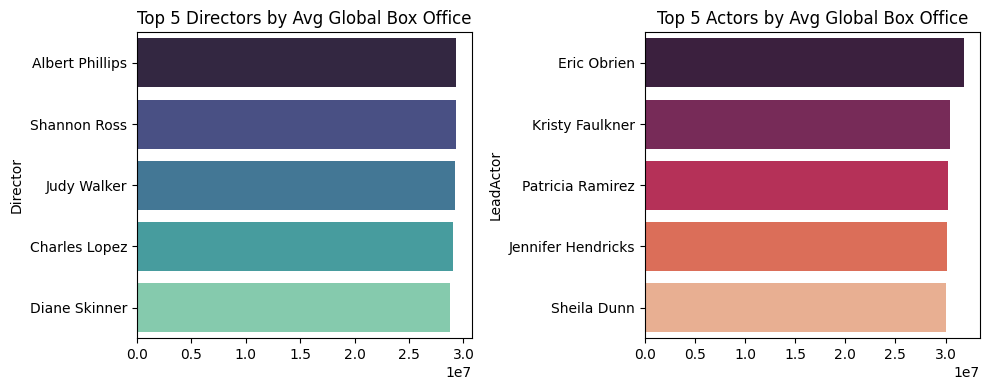 Top 5 Directors by Avg Global Box Office
Director
Albert Phillips
Shannon Ross
Judy Walker
Charles Lopez
Diane Skinner
0.0 0.5 1.0 1.5 2.0 2.5 3.0
1e7
Top 5 Actors by Avg Global Box Office
LeadActor
Eric Obrien
Kristy Faulkner
Patricia Ramirez
Jennifer Hendricks
Sheila Dunn
0.0 0.5 1.0 1.5 2.0 2.5 3.0
1e7